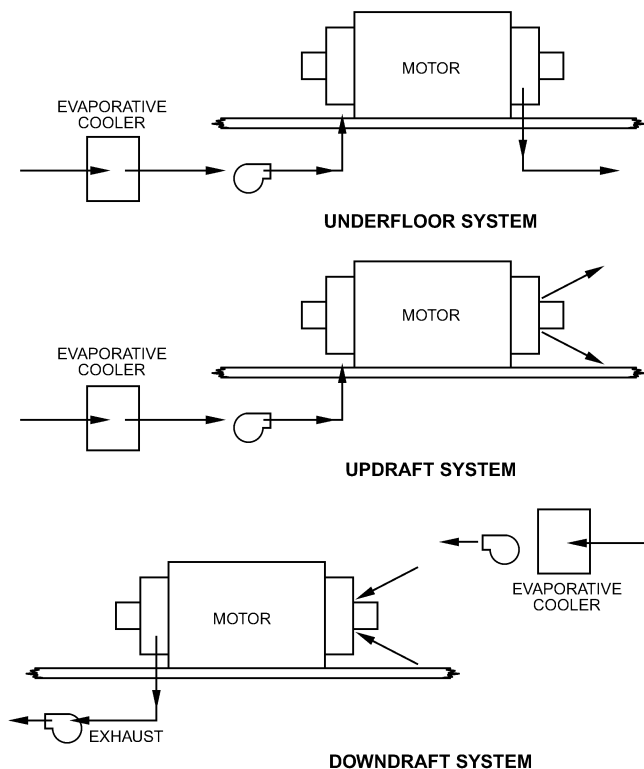 MOTOR
EVAPORATIVE
COOLER
UNDERFLOOR SYSTEM
MOTOR
EVAPORATIVE
COOLER
UPDRAFT SYSTEM
EVAPORATIVE
COOLER
MOTOR
EXHAUST
DOWNDRAFT SYSTEM